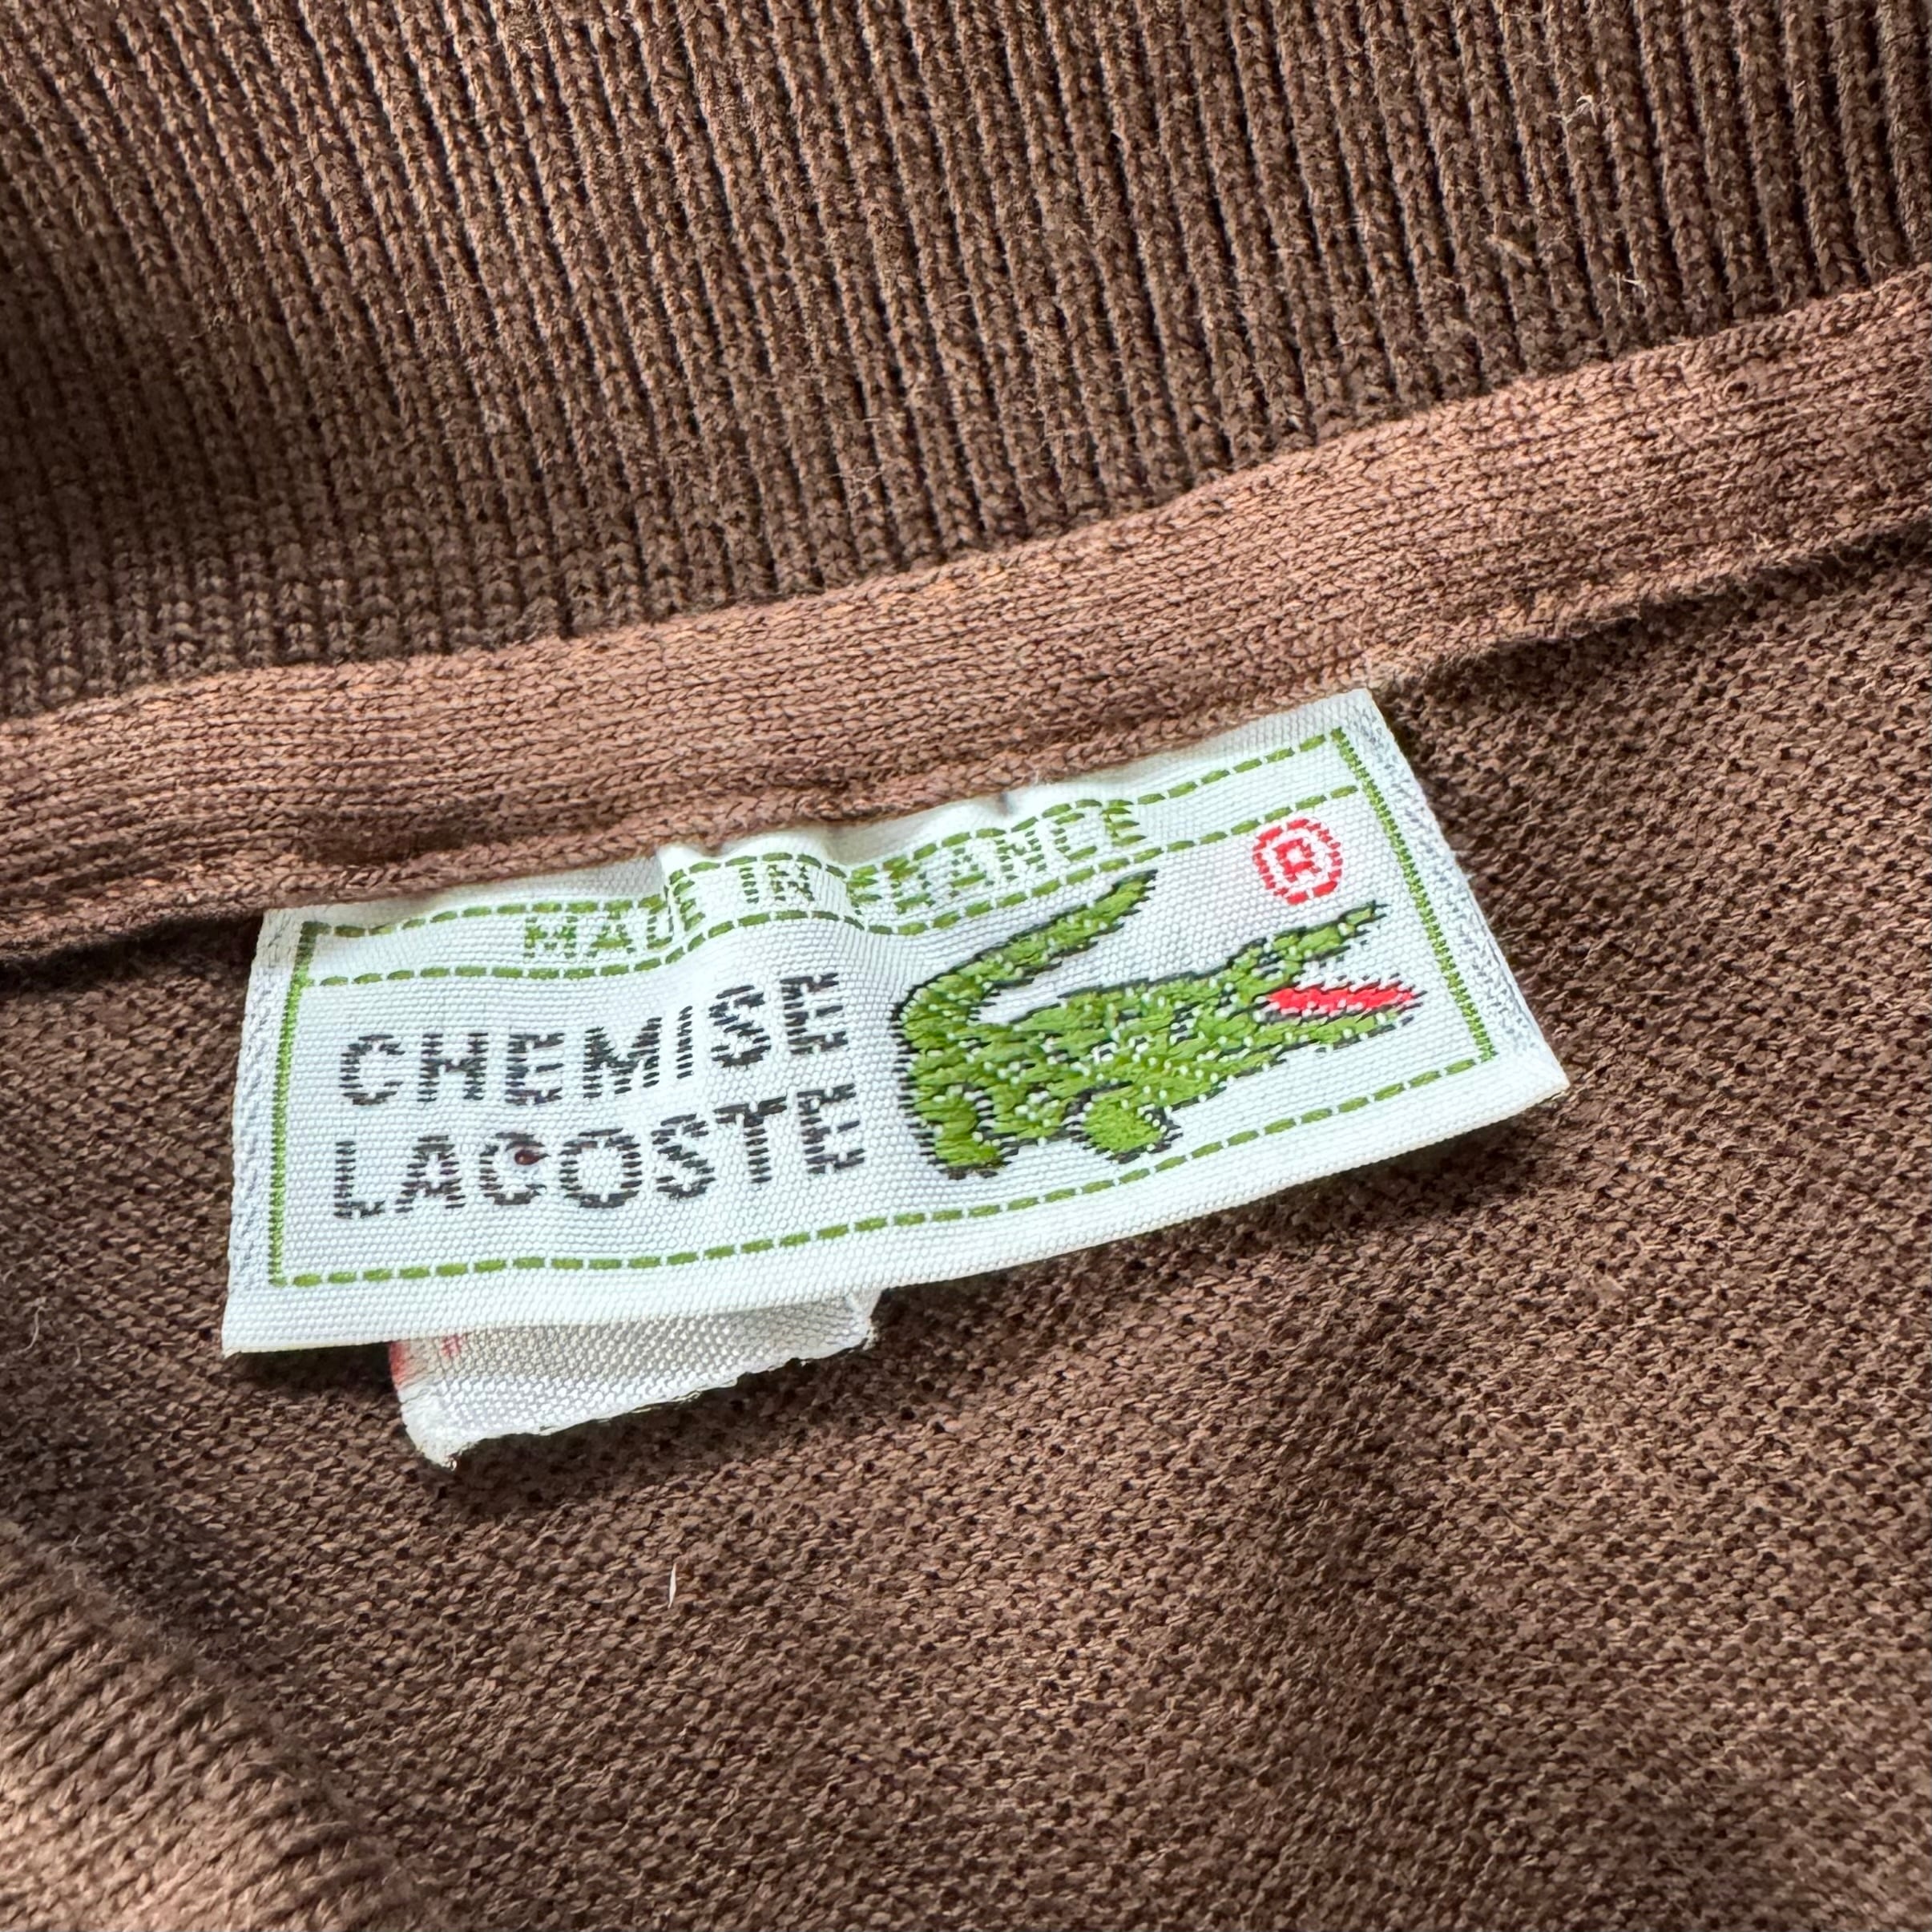 MADE IN FRANCE
®
CHEMISE
LACOSTE